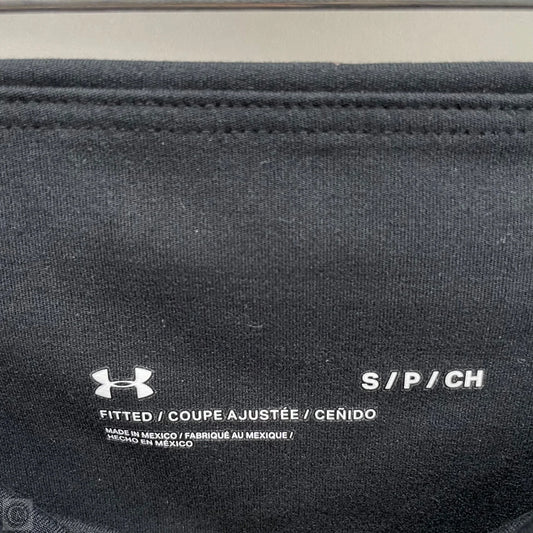 S / P / CH
FITTED / COUPE AJUSTÉE / CEÑIDO
MADE IN MEXICO / FABRIQUÉ AU MEXIQUE /
HECHO EN MÉXICO